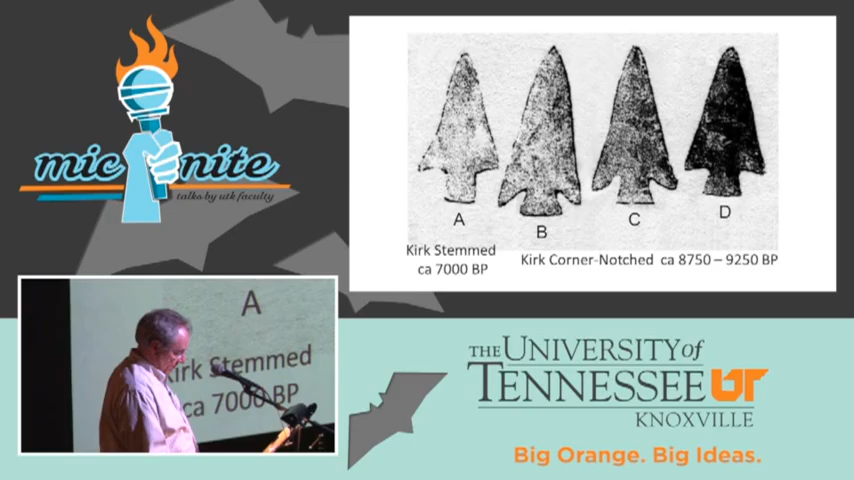 mic nite
talks by utk faculty
A
B
C
D
Kirk Stemmed
ca 7000 BP
Kirk Corner-Notched ca 8750 – 9250 BP
A
Kirk Stemmed
ca 7000 BP
THE UNIVERSITY of
TENNESSEE UT
KNOXVILLE
Big Orange. Big Ideas.